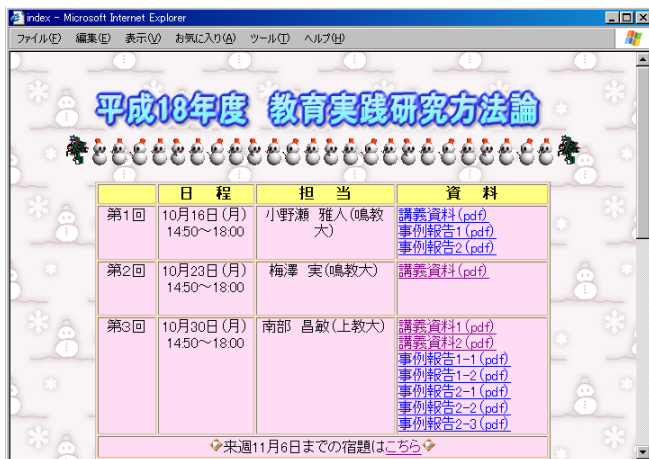 index - Microsoft Internet Explorer
ファイル(F) 編集(E) 表示(V) お気に入り(A) ツール(T) ヘルプ(H)
平成18年度 教育実践研究方法論
日 程 担 当 資 料
第1回 10月16日(月) 小野瀬 雅人(鳴教 講義資料(pdf)
14:50～18:00 大) 事例報告1(pdf)
事例報告2(pdf)
第2回 10月23日(月) 梅澤 実(鳴教大) 講義資料(pdf)
14:50～18:00
第3回 10月30日(月) 南部 昌敏(上教大) 講義資料1(pdf)
14:50～18:00 講義資料2(pdf)
事例報告1-1(pdf)
事例報告1-2(pdf)
事例報告2-1(pdf)
事例報告2-2(pdf)
事例報告2-3(pdf)
来週11月6日までの宿題はこちら